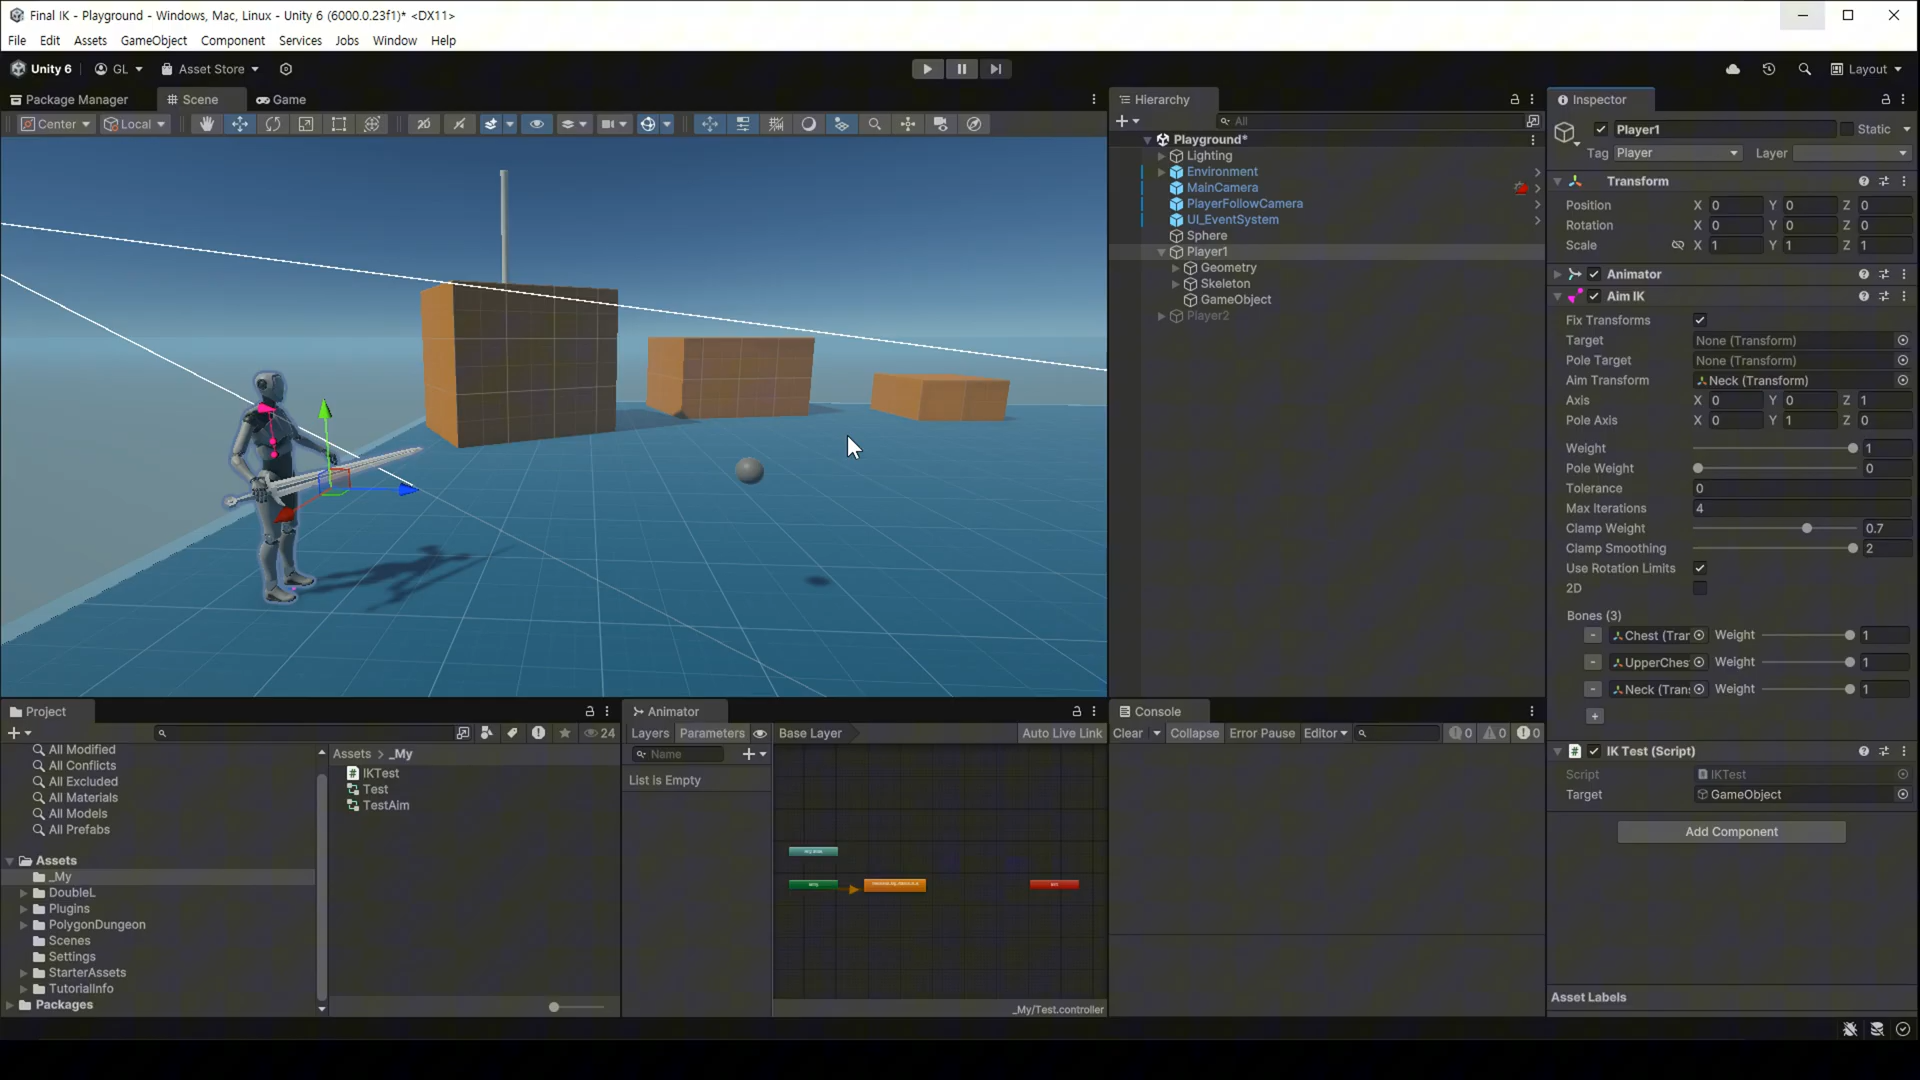 Final IK - Playground - Windows, Mac, Linux - Unity 6 (6000.0.23f1)* <DX11>
File Edit Assets GameObject Component Services Jobs Window Help
Unity 6 GL Asset Store Layout
Package Manager Scene Game
Center Local
Hierarchy
All
Playground*
Lighting
Environment
MainCamera
PlayerFollowCamera
UI_EventSystem
Sphere
Player1
Geometry
Skeleton
GameObject
Player2
Inspector
Player1 Static
Tag Player Layer
Transform
Position X 0 Y 0 Z 0
Rotation X 0 Y 0 Z 0
Scale X 1 Y 1 Z 1
Animator
Aim IK
Fix Transforms
Target None (Transform)
Pole Target None (Transform)
Aim Transform Neck (Transform)
Axis X 0 Y 0 Z 1
Pole Axis X 0 Y 1 Z 0
Weight 1
Pole Weight 0
Tolerance 0
Max Iterations 4
Clamp Weight 0.7
Clamp Smoothing 2
Use Rotation Limits
2D
Bones (3)
- Chest (Tran Weight 1
- UpperChes Weight 1
- Neck (Trans Weight 1
+
IK Test (Script)
Script IKTest
Target GameObject
Add Component
Asset Labels
Project
24
All Modified
All Conflicts
All Excluded
All Materials
All Models
All Prefabs
Assets
_My
DoubleL
Plugins
PolygonDungeon
Scenes
Settings
StarterAssets
TutorialInfo
Packages
Assets > _My
IKTest
Test
TestAim
Animator
Layers Parameters Base Layer Auto Live Link
Name
List is Empty
_My/Test.controller
Console
Clear Collapse Error Pause Editor 0 0 0